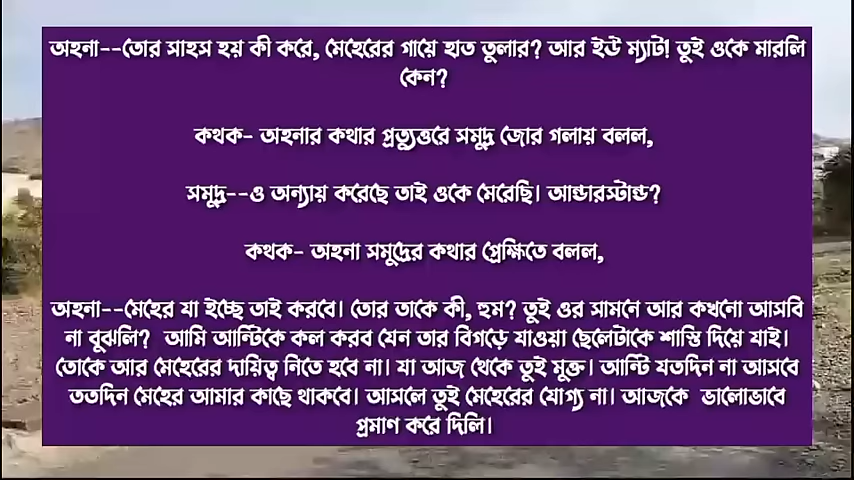 অহনা--তোর সাহস হয় কী করে, মেহেরের গায়ে হাত তুলার? আর ইউ ম্যাট! তুই ওকে মারলি
কেন?
কথক- অহনার কথার প্রত্যুত্তরে সমুদ্র জোর গলায় বলল,
সমুদ্র--ও অন্যায় করেছে তাই ওকে মেরেছি। আন্ডারস্টান্ড?
কথক- অহনা সমুদ্রের কথার প্রেক্ষিতে বলল,
অহনা--মেহের যা ইচ্ছে তাই করবে। তোর তাকে কী, হুম? তুই ওর সামনে আর কখনো আসবি
না বুঝলি? আমি আন্টিকে কল করব যেন তার বিগড়ে যাওয়া ছেলেটাকে শাস্তি দিয়ে যাই।
তোকে আর মেহেরের দায়িত্ব নিতে হবে না। যা আজ থেকে তুই মুক্ত। আন্টি যতদিন না আসবে
ততদিন মেহের আমার কাছে থাকবে। আসলে তুই মেহেরের যোগ্য না। আজকে ভালোভাবে
প্রমাণ করে দিলি।